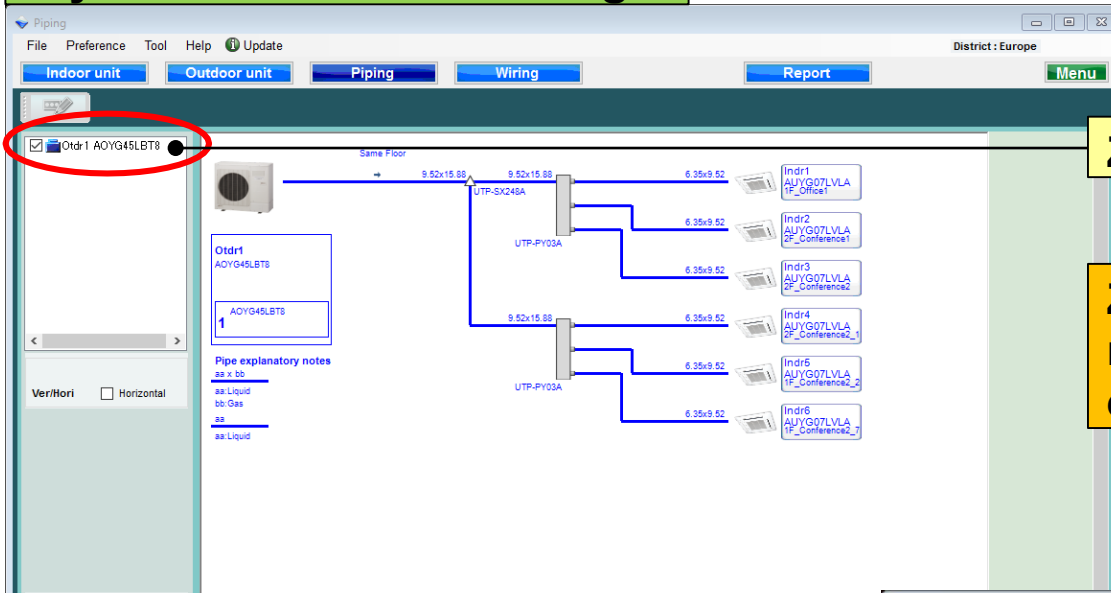 Piping
File Preference Tool Help Update
District : Europe
Indoor unit Outdoor unit Piping Wiring Report Menu
Otdr1 AOYG45LBT8
Same Floor
9.52x15.88 9.52x15.88 6.35x9.52
UTP-SX248A
Indr1
AUYG07LVLA
1F_Office1
6.35x9.52
Indr2
AUYG07LVLA
2F_Conference1
UTP-PY03A
6.35x9.52
Indr3
AUYG07LVLA
2F_Conference2
Otdr1
AOYG45LBT8
AOYG45LBT8
1
9.52x15.88 6.35x9.52
Indr4
AUYG07LVLA
2F_Conference2_1
6.35x9.52
Indr5
AUYG07LVLA
1F_Conference2_2
UTP-PY03A
6.35x9.52
Indr6
AUYG07LVLA
1F_Conference2_7
Pipe explanatory notes
aa x bb
aa:Liquid
bb:Gas
aa
aa:Liquid
Ver/Hori Horizontal